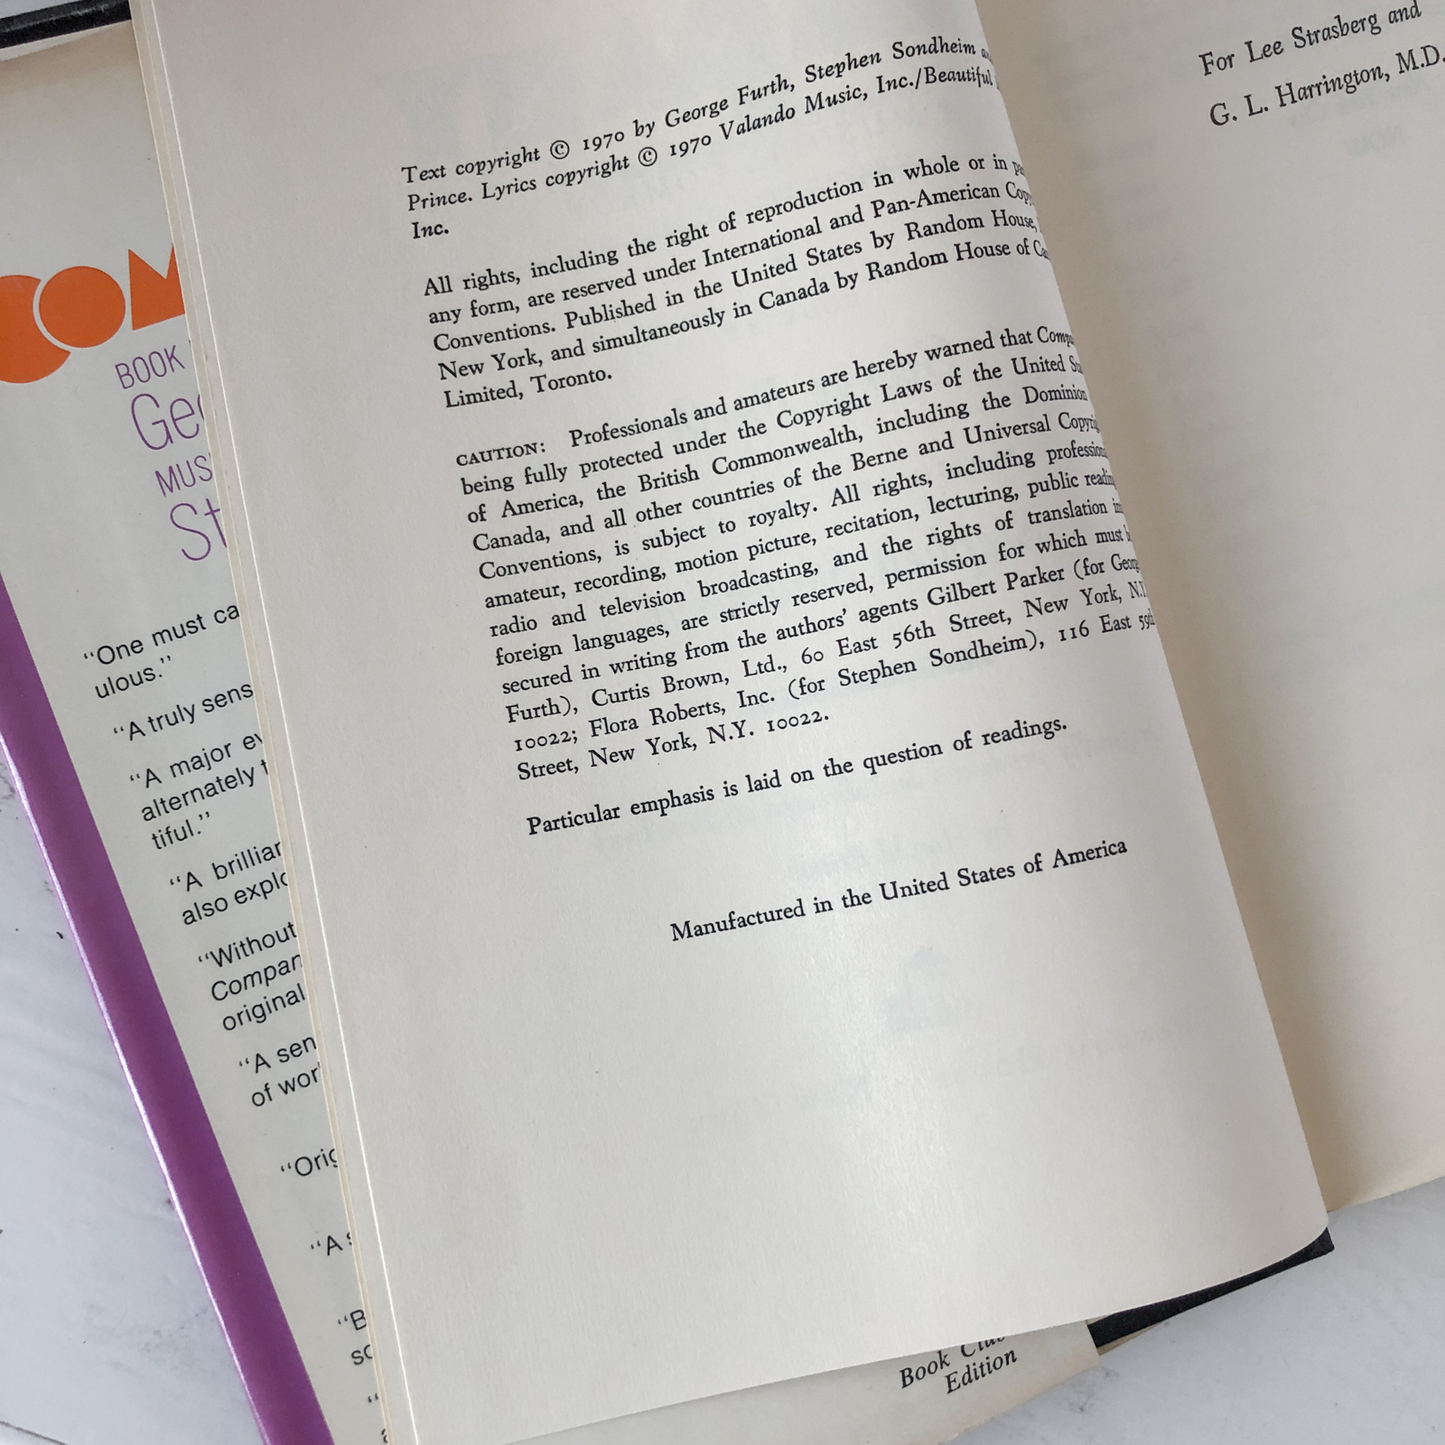 Text copyright © 1970 by George Furth, Stephen Sondheim
Prince. Lyrics copyright © 1970 Valando Music, Inc./Beautiful
Inc.
All rights, including the right of reproduction in whole or in
any form, are reserved under International and Pan-American
Conventions. Published in the United States by Random House,
New York, and simultaneously in Canada by Random House of
Limited, Toronto.
CAUTION: Professionals and amateurs are hereby warned that
being fully protected under the Copyright Laws of the United
of America, the British Commonwealth, including the Dominion
Canada, and all other countries of the Berne and Universal
Conventions, is subject to royalty. All rights, including
amateur, recording, motion picture, recitation, lecturing, public
radio and television broadcasting, and the rights of translation
foreign languages, are strictly reserved, permission for which must
secured in writing from the authors' agents Gilbert Parker (for
Furth), Curtis Brown, Ltd., 60 East 56th Street, New York,
10022; Flora Roberts, Inc. (for Stephen Sondheim), 116 East
Street, New York, N.Y. 10022.
Particular emphasis is laid on the question of readings.
Manufactured in the United States of America
For Lee Strasberg and
G. L. Harrington, M.D.
COM
BOOK
Ge
MUS
St
"One must ca
ulous."
"A truly sens
"A major
alternately
tiful."
"A brillian
also explo
"Without
Compan
original
"A sen
of wor
"Orig
"A
"B
so
Book
Edition